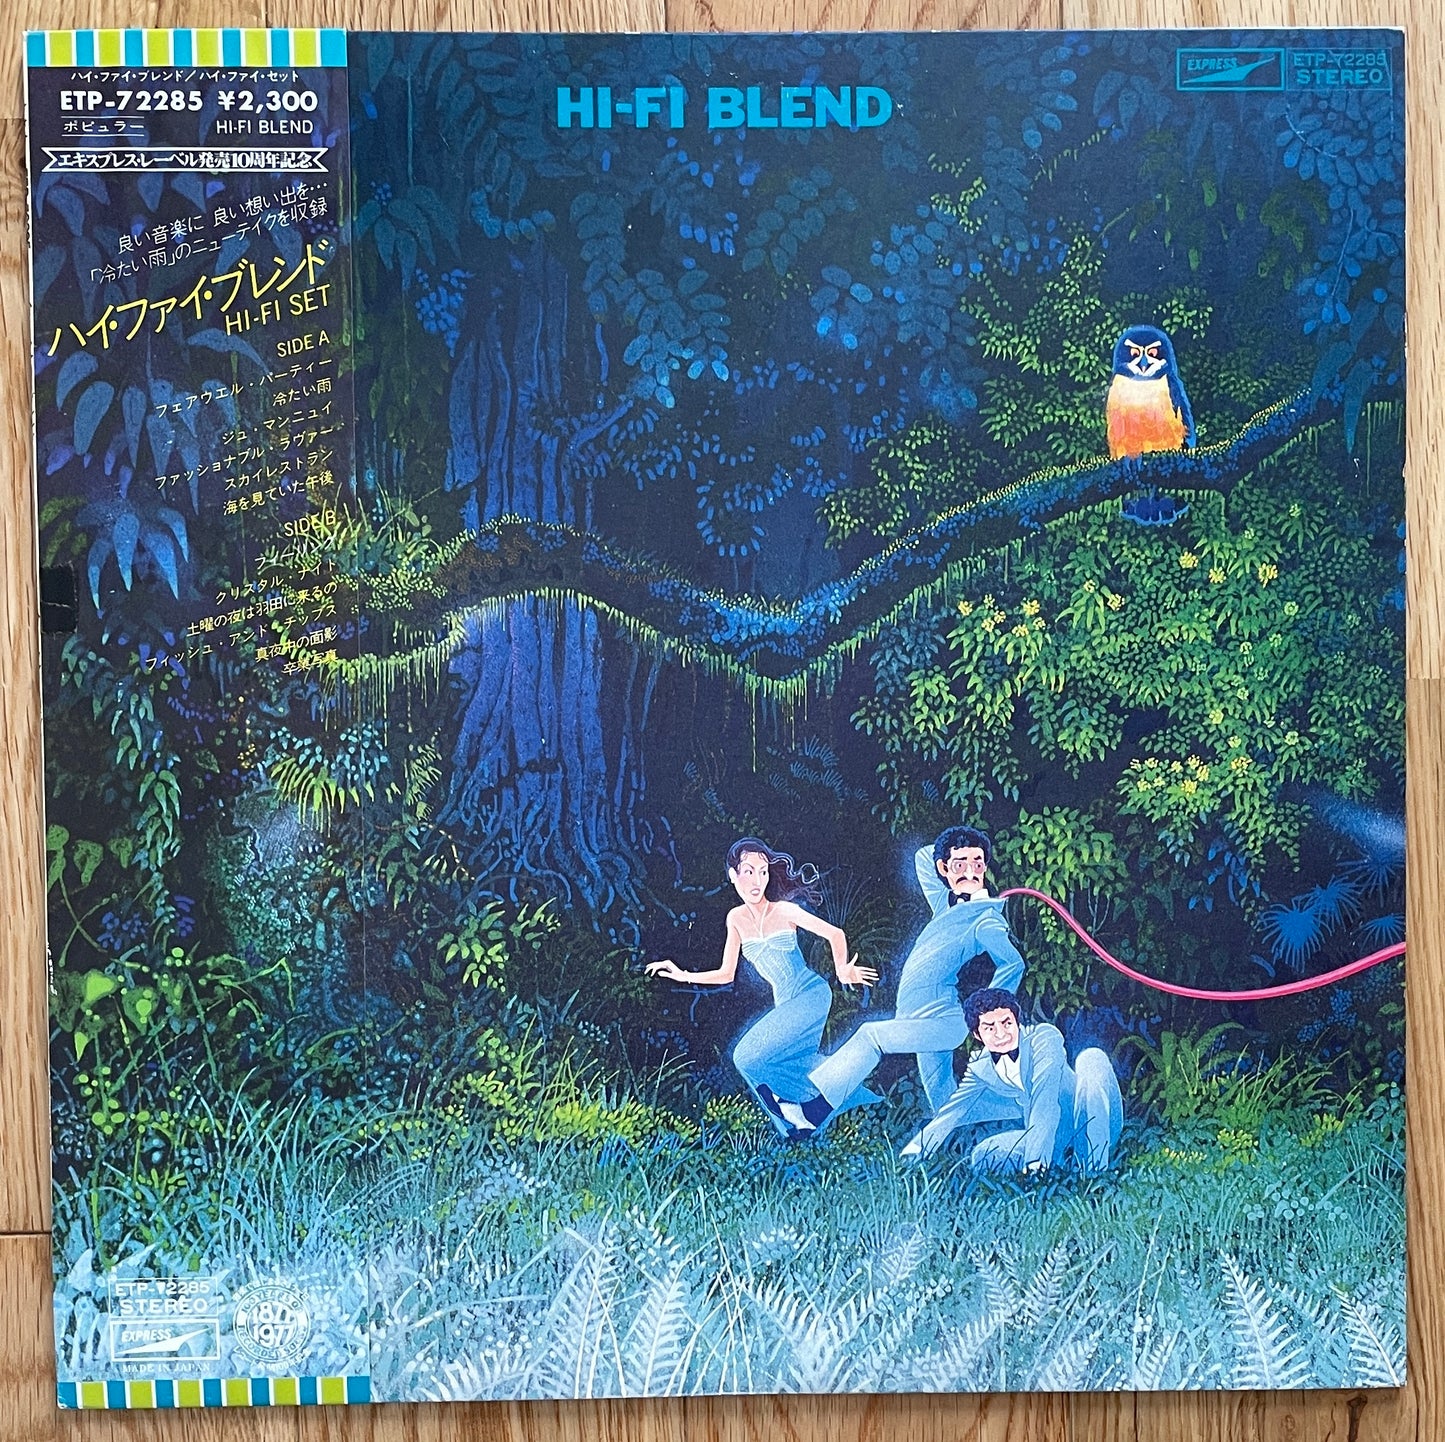 ハイ・ファイ・ブレンド／ハイ・ファイ・セット
ETP-72285 ¥2,300
ポピュラー HI-FI BLEND
エキスプレス・レーベル発売10周年記念
良い音楽に 良い想い出を…
「冷たい雨」のニューテイクを収録
ハイ・ファイ・ブレンド
HI-FI SET
SIDE A
フェアウエル・パーティー
冷たい雨
ジュ・マンニュイ
ファッショナブル・ラヴァー
スカイレストラン
海を見ていた午後
SIDE B
フィーリング
クリスタル・ナイト
土曜の夜は羽田に来るの
フィッシュ・アンド・チップス
真夜中の面影
卒業写真
ETP-72285
STEREO
EXPRESS
MADE IN JAPAN
1877
1977
HI-FI BLEND
EXPRESS
ETP-72285
STEREO